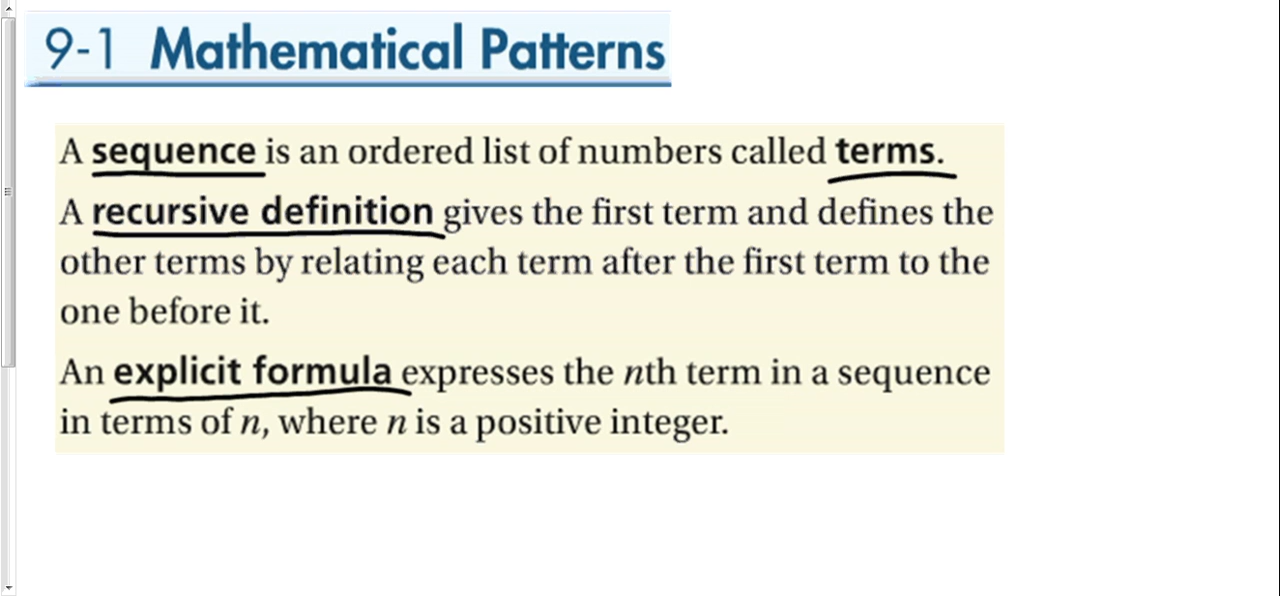 9-1 Mathematical Patterns
A sequence is an ordered list of numbers called terms.
A recursive definition gives the first term and defines the
other terms by relating each term after the first term to the
one before it.
An explicit formula expresses the nth term in a sequence
in terms of n, where n is a positive integer.